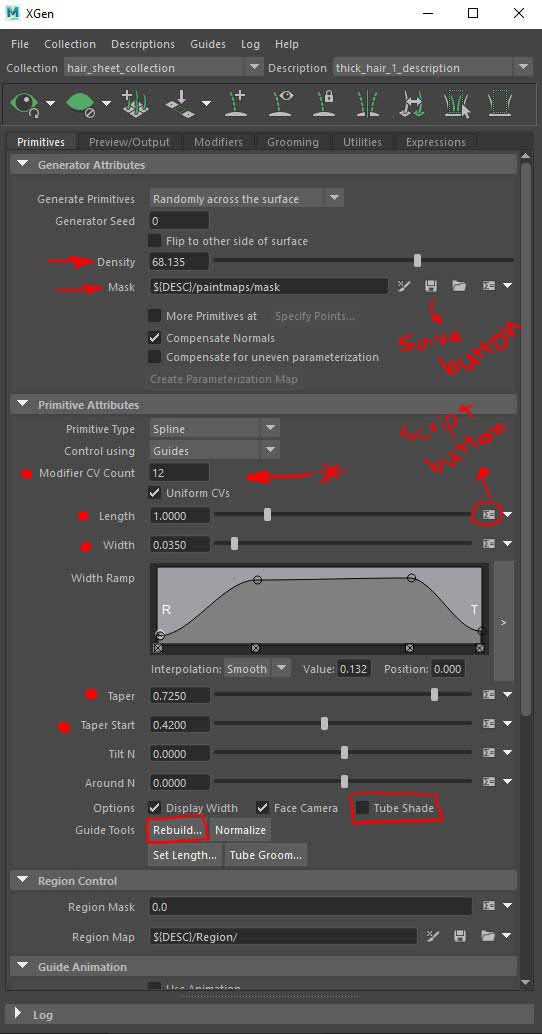 XGen
File Collection Descriptions Guides Log Help
Collection hair_sheet_collection Description thick_hair_1_description
Primitives Preview/Output Modifiers Grooming Utilities Expressions
Generator Attributes
Generate Primitives Randomly across the surface
Generator Seed 0
Flip to other side of surface
Density 68.135
Mask ${DESC}/paintmaps/mask
More Primitives at Specify Points...
save button
Compensate Normals
Compensate for uneven parameterization
Create Parameterization Map
Primitive Attributes
Primitive Type Spline
script button
Control using Guides
Modifier CV Count 12
Uniform CVs
Length 1.0000
Width 0.0350
Width Ramp
R T
>
Interpolation: Smooth Value: 0.132 Position: 0.000
Taper 0.7250
Taper Start 0.4200
Tilt N 0.0000
Around N 0.0000
Options Display Width Face Camera Tube Shade
Guide Tools Rebuild... Normalize
Set Length... Tube Groom...
Region Control
Region Mask 0.0
Region Map ${DESC}/Region/
Guide Animation
Use Animation
Log